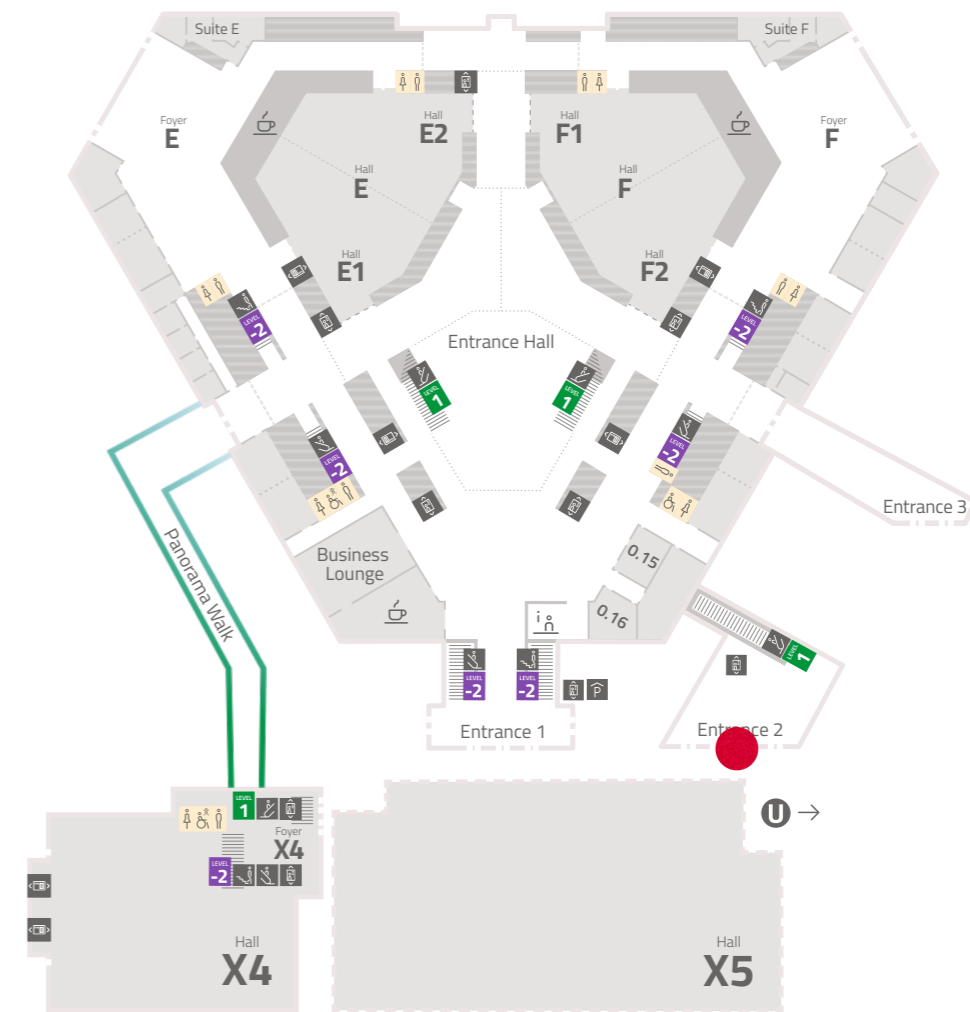 Suite E
Suite F
Foyer
E
Foyer
F
Hall
E2
Hall
F1
Hall
E
Hall
F
Hall
E1
Hall
F2
LEVEL
-2
LEVEL
-2
Entrance Hall
LEVEL
1
LEVEL
1
LEVEL
-2
LEVEL
-2
Entrance 3
Panorama Walk
Business
Lounge
0.15
0.16
i
LEVEL
1
LEVEL
-2
LEVEL
-2
P
Entrance 1
Entrance 2
LEVEL
1
U
Foyer
X4
LEVEL
-2
Hall
X4
Hall
X5